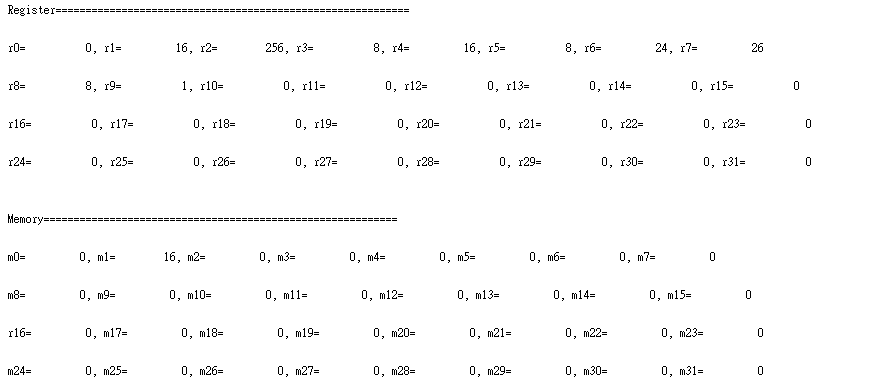 Register===========================================================
r0= 0, r1= 16, r2= 256, r3= 8, r4= 16, r5= 8, r6= 24, r7= 26
r8= 8, r9= 1, r10= 0, r11= 0, r12= 0, r13= 0, r14= 0, r15= 0
r16= 0, r17= 0, r18= 0, r19= 0, r20= 0, r21= 0, r22= 0, r23= 0
r24= 0, r25= 0, r26= 0, r27= 0, r28= 0, r29= 0, r30= 0, r31= 0
Memory===========================================================
m0= 0, m1= 16, m2= 0, m3= 0, m4= 0, m5= 0, m6= 0, m7= 0
m8= 0, m9= 0, m10= 0, m11= 0, m12= 0, m13= 0, m14= 0, m15= 0
r16= 0, m17= 0, m18= 0, m19= 0, m20= 0, m21= 0, m22= 0, m23= 0
m24= 0, m25= 0, m26= 0, m27= 0, m28= 0, m29= 0, m30= 0, m31= 0